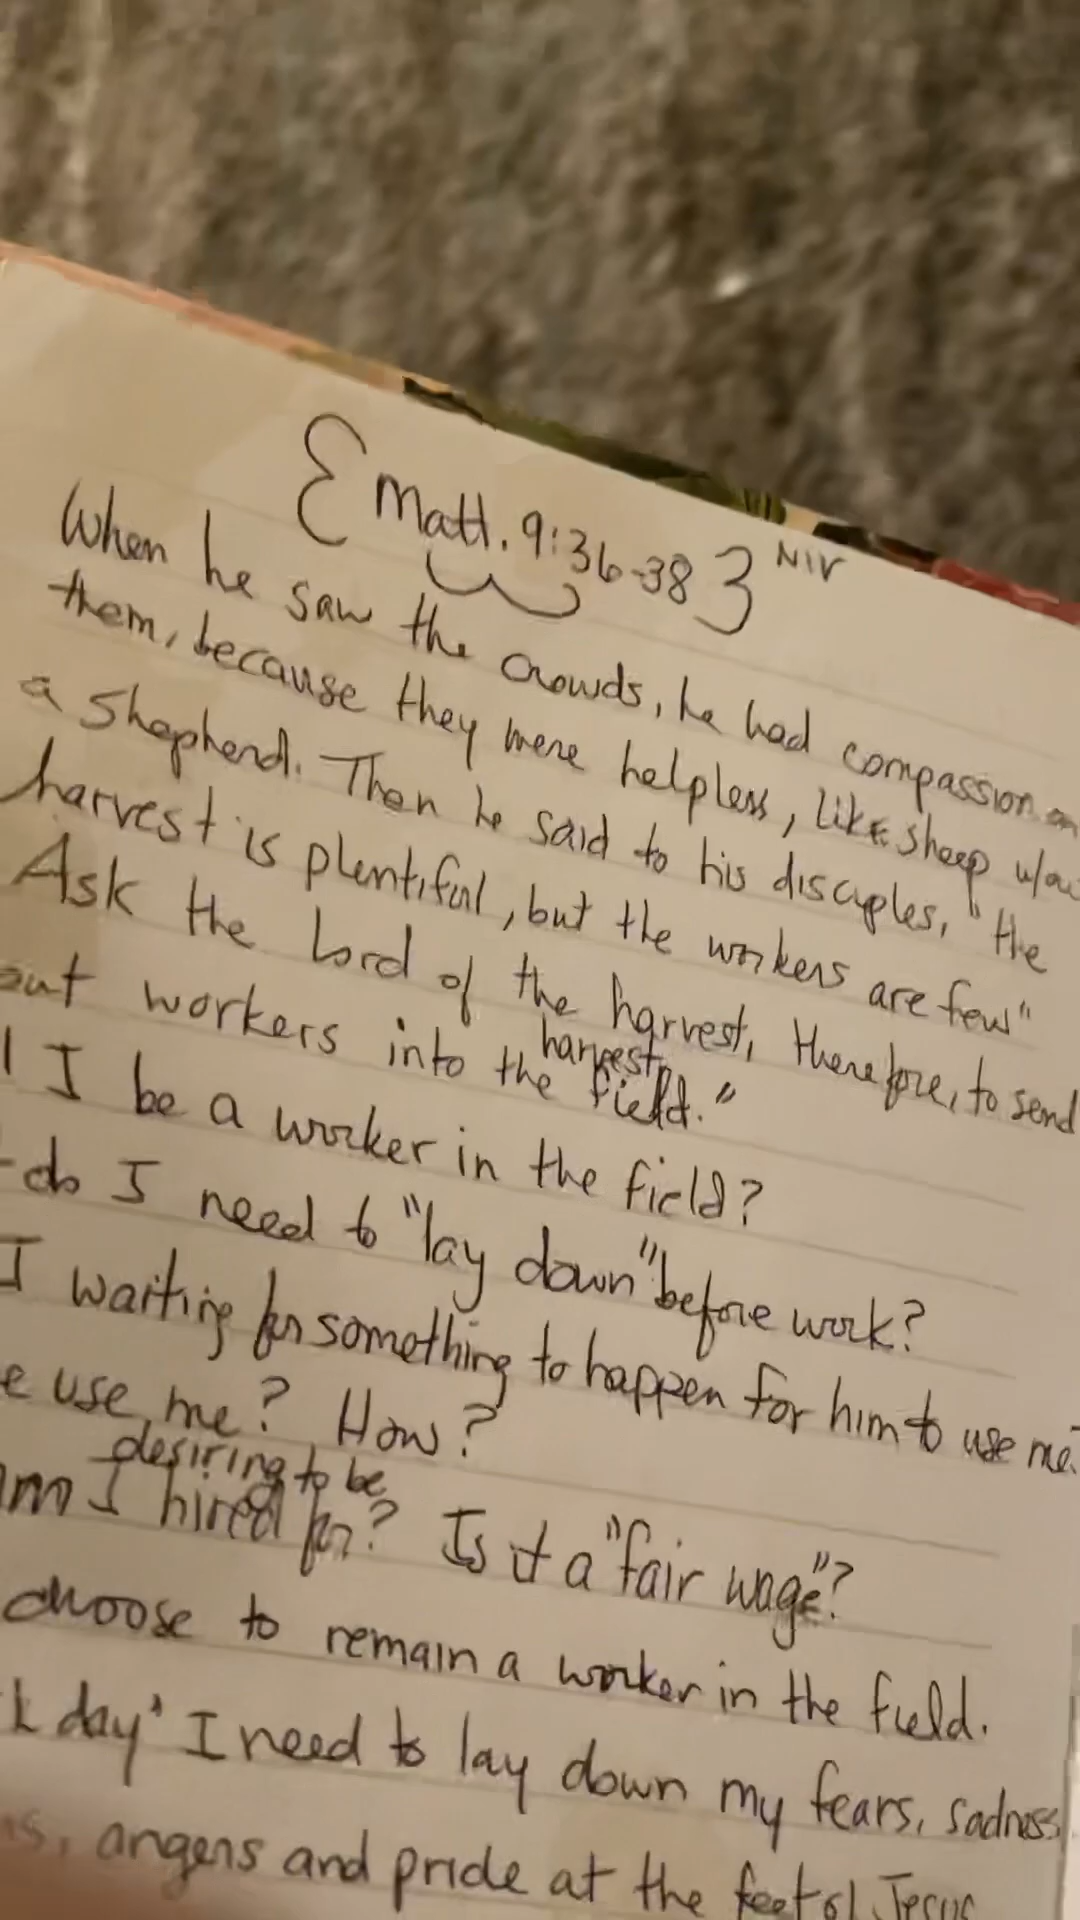 { Matt. 9:36-38 } NIV
When he saw the crowds, he had compassion on
them, because they were helpless, like sheep w/ou
a shepherd. Then he said to his disciples, "the
harvest is plentiful, but the workers are few"
Ask the Lord of the harvest, therefore, to send
out workers into the harvest field."
I be a worker in the field?
do I need to "lay down" before work?
I waiting for something to happen for him to use me?
use me? How?
am I desiring to be hired for? Is it a "fair wage"?
choose to remain a worker in the field.
day' I need to lay down my fears, sadness
angers and pride at the feet of Jesus